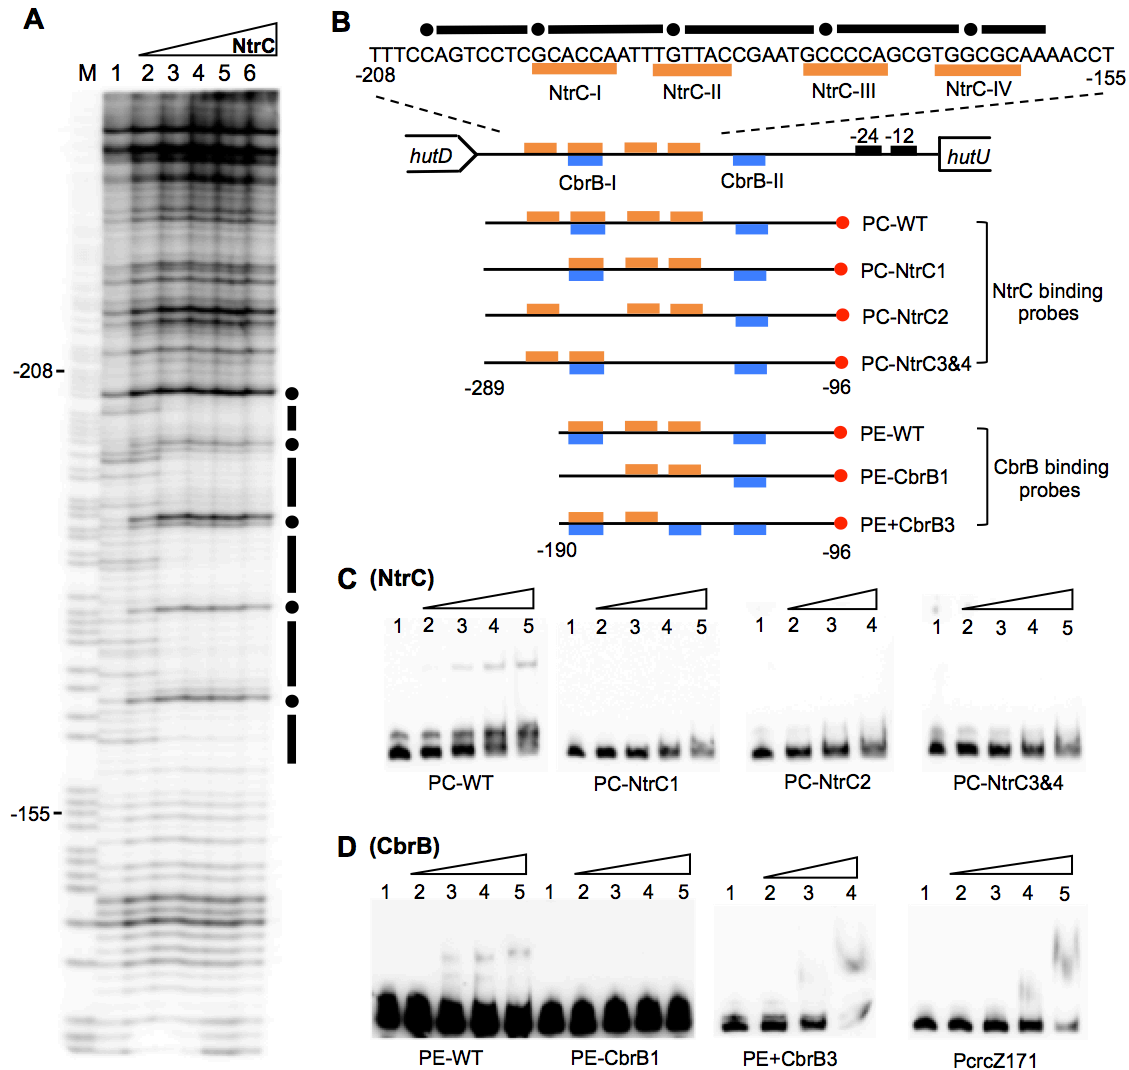 A
NtrC
M 1 2 3 4 5 6
-208
-155
B
TTTCCAGTCCTCGCACCAATTTGTTACCGAATGCCCCAGCGTGGCGCAAAACCT
-208
-155
NtrC-I NtrC-II NtrC-III NtrC-IV
hutD
-24 -12
hutU
CbrB-I CbrB-II
PC-WT
PC-NtrC1
PC-NtrC2
PC-NtrC3&4
-289 -96
NtrC binding
probes
PE-WT
PE-CbrB1
PE+CbrB3
-190 -96
CbrB binding
probes
C (NtrC)
1 2 3 4 5 1 2 3 4 5 1 2 3 4 1 2 3 4 5
PC-WT PC-NtrC1 PC-NtrC2 PC-NtrC3&4
D (CbrB)
1 2 3 4 5 1 2 3 4 5 1 2 3 4 1 2 3 4 5
PE-WT PE-CbrB1 PE+CbrB3 PcrcZ171